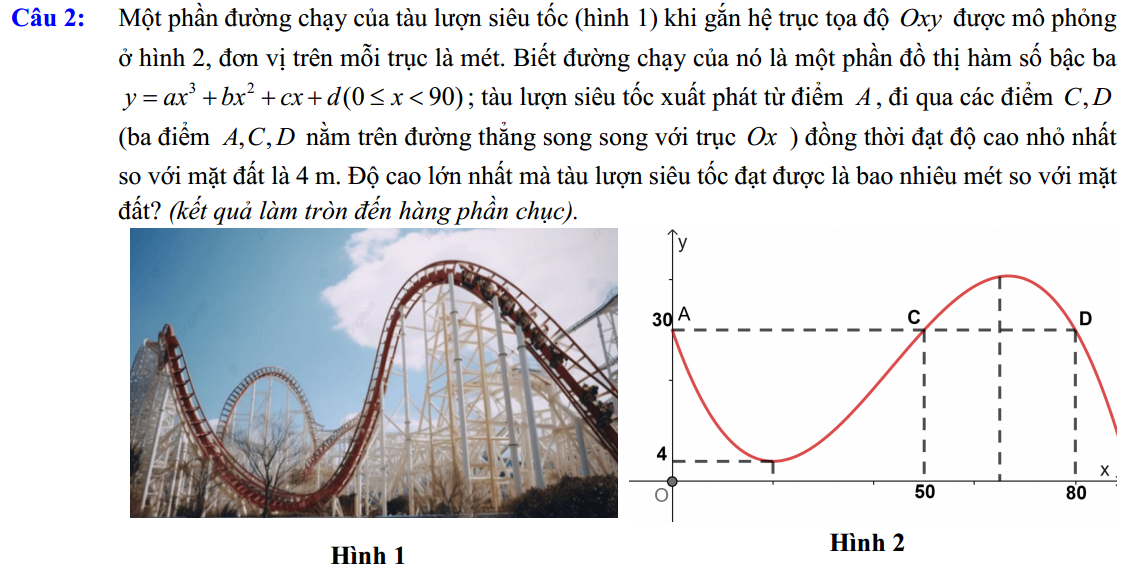 Câu 2: Một phần đường chạy của tàu lượn siêu tốc (hình 1) khi gắn hệ trục tọa độ Oxy được mô phỏng
ở hình 2, đơn vị trên mỗi trục là mét. Biết đường chạy của nó là một phần đồ thị hàm số bậc ba
y = ax³ + bx² + cx + d (0 ≤ x < 90); tàu lượn siêu tốc xuất phát từ điểm A, đi qua các điểm C, D
(ba điểm A, C, D nằm trên đường thẳng song song với trục Ox ) đồng thời đạt độ cao nhỏ nhất
so với mặt đất là 4 m. Độ cao lớn nhất mà tàu lượn siêu tốc đạt được là bao nhiêu mét so với mặt
đất? (kết quả làm tròn đến hàng phần chục).
y
30 A
C
D
4
O
50
80
x
Hình 1
Hình 2